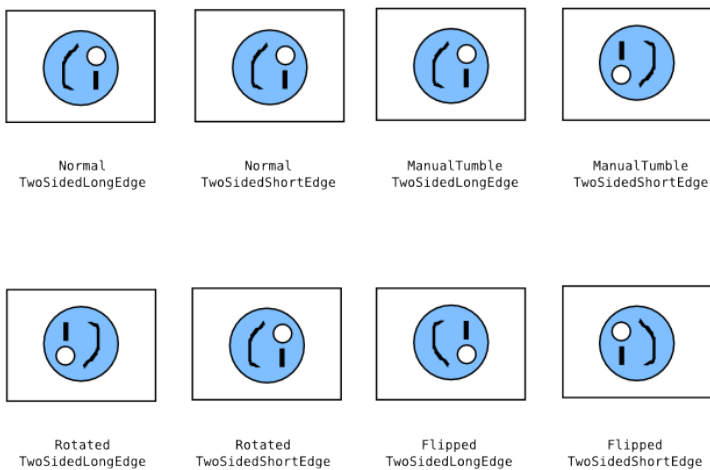 Normal
TwoSidedLongEdge
Normal
TwoSidedShortEdge
ManualTumble
TwoSidedLongEdge
ManualTumble
TwoSidedShortEdge
Rotated
TwoSidedLongEdge
Rotated
TwoSidedShortEdge
Flipped
TwoSidedLongEdge
Flipped
TwoSidedShortEdge